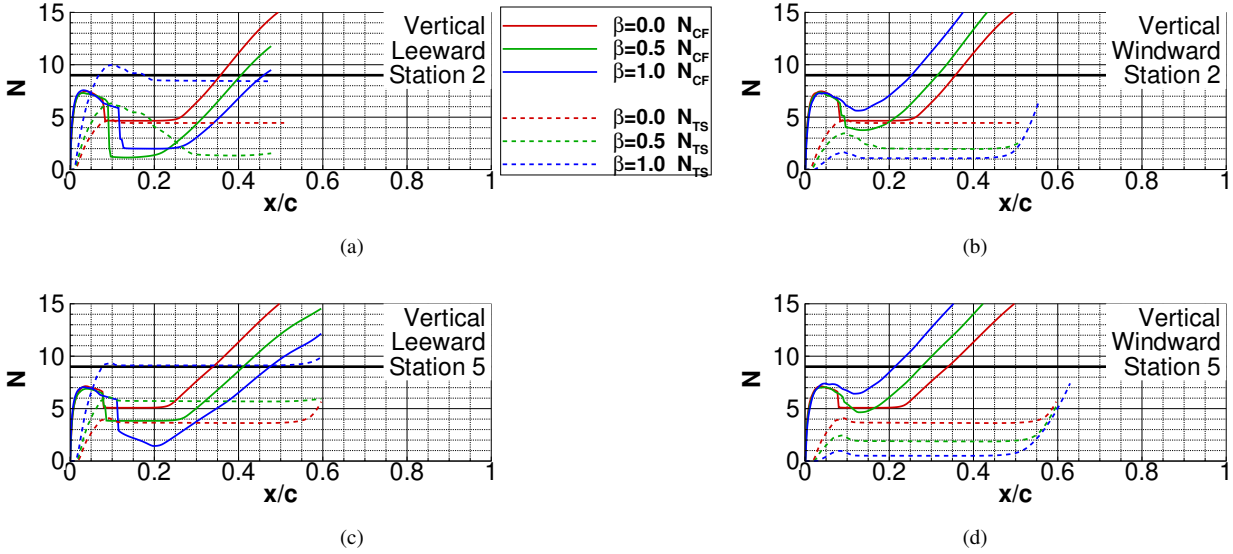 15
10
5
0
N
0 0.2 0.4 0.6 0.8 1
x/c
Vertical
Leeward
Station 2
(a)
β=0.0 N_CF
β=0.5 N_CF
β=1.0 N_CF
β=0.0 N_TS
β=0.5 N_TS
β=1.0 N_TS
15
10
5
0
N
0 0.2 0.4 0.6 0.8 1
x/c
Vertical
Windward
Station 2
(b)
15
10
5
0
N
0 0.2 0.4 0.6 0.8 1
x/c
Vertical
Leeward
Station 5
(c)
15
10
5
0
N
0 0.2 0.4 0.6 0.8 1
x/c
Vertical
Windward
Station 5
(d)